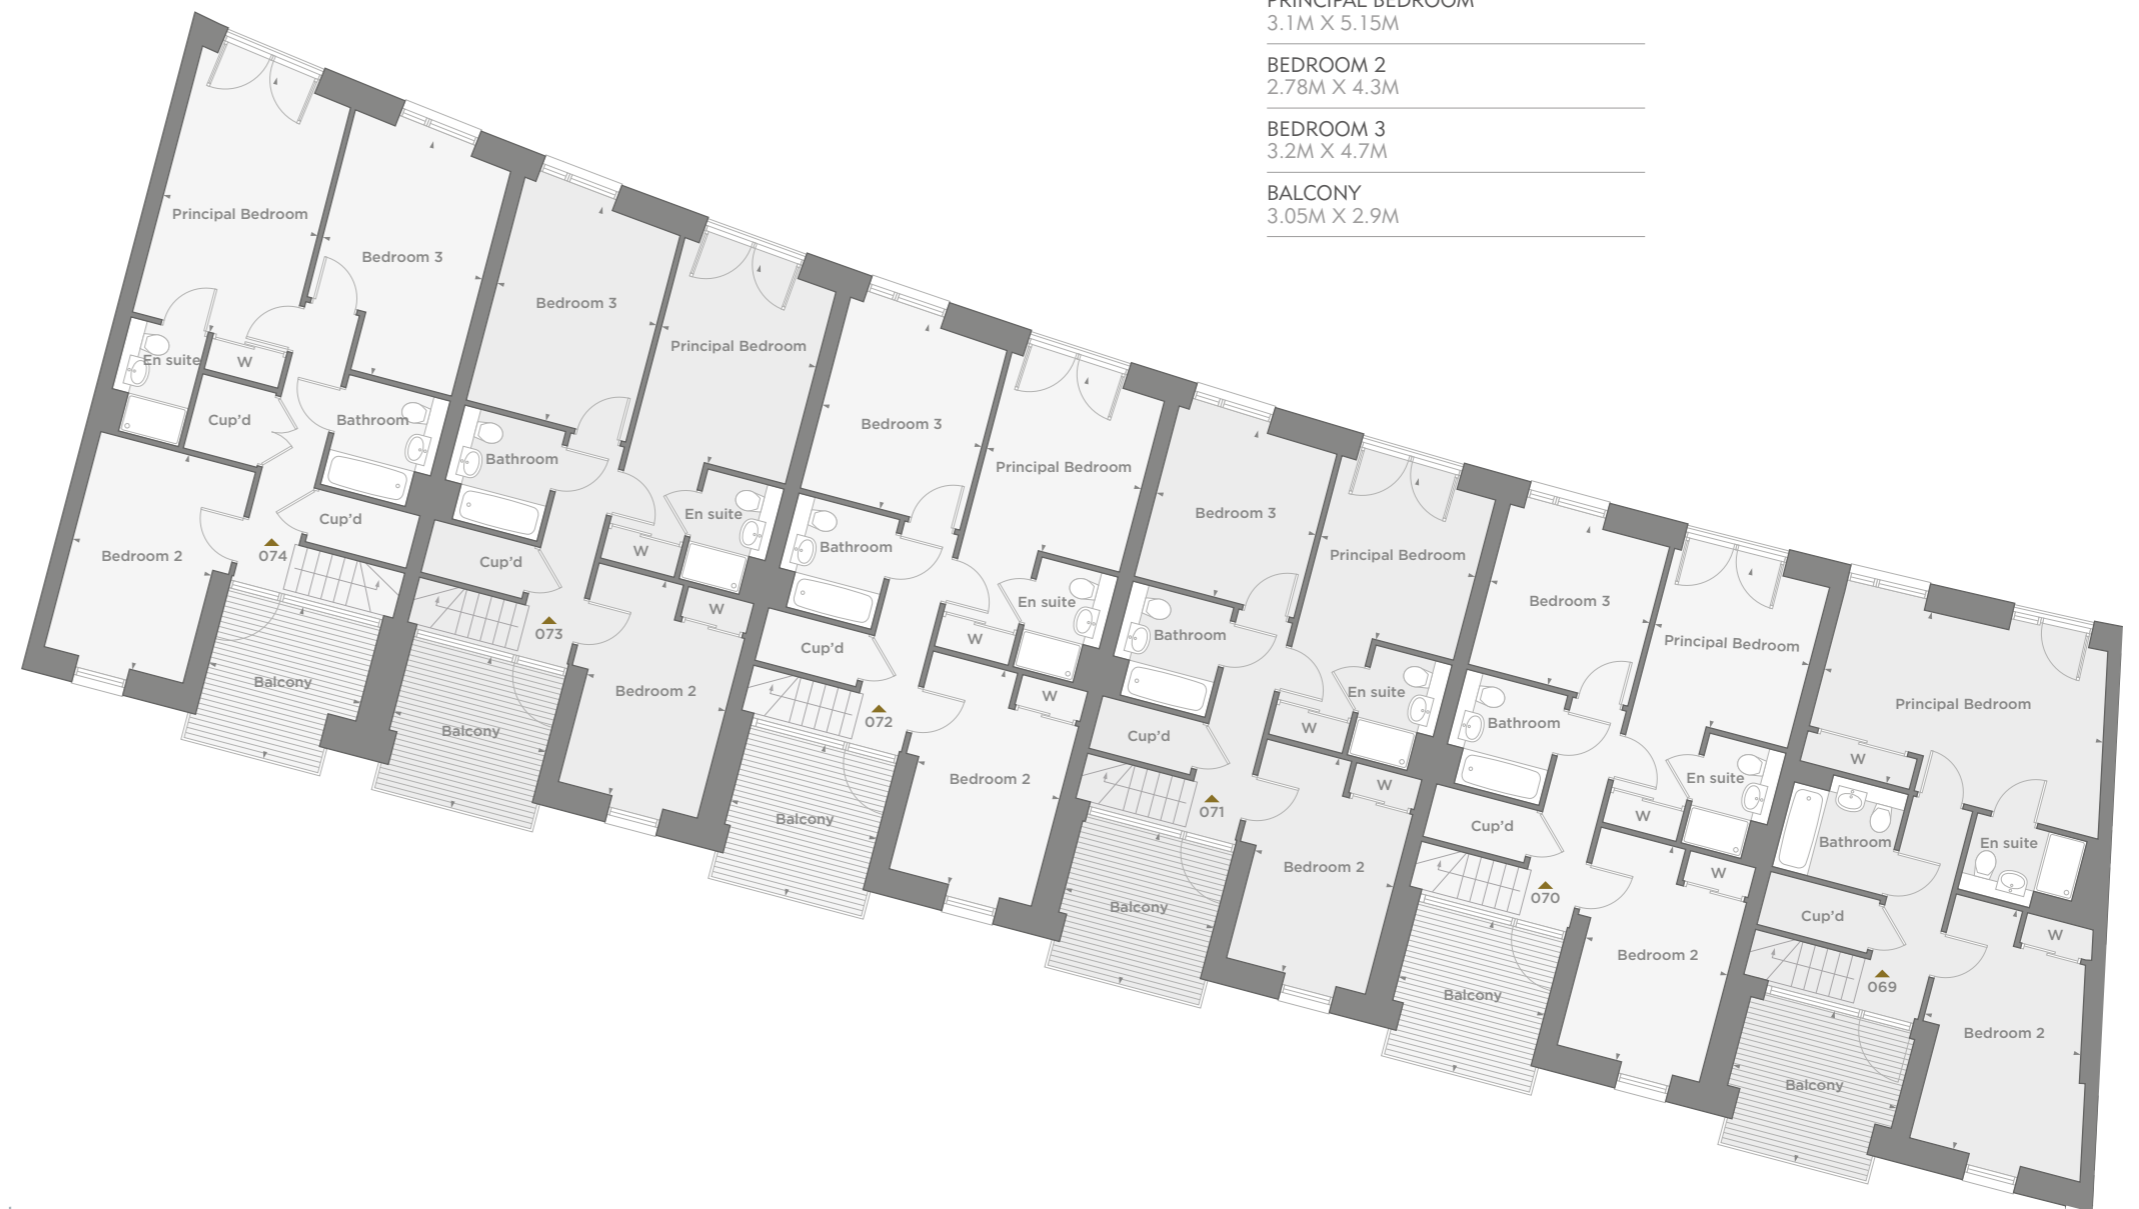 PRINCIPAL BEDROOM
3.1M X 5.15M
BEDROOM 2
2.78M X 4.3M
BEDROOM 3
3.2M X 4.7M
BALCONY
3.05M X 2.9M
Principal Bedroom
Bedroom 3
En suite
W
Cup'd
Bathroom
Cup'd
Bedroom 2
074
Balcony
Bedroom 3
Principal Bedroom
Bathroom
En suite
W
Cup'd
W
073
Bedroom 2
Balcony
Bedroom 3
Principal Bedroom
Bathroom
En suite
W
Cup'd
W
072
Bedroom 2
Balcony
Bedroom 3
Principal Bedroom
Bathroom
En suite
W
Cup'd
W
071
Bedroom 2
Balcony
Bedroom 3
Principal Bedroom
Bathroom
En suite
W
Cup'd
W
070
Bedroom 2
Balcony
Principal Bedroom
W
Bathroom
En suite
Cup'd
W
069
Bedroom 2
Balcony